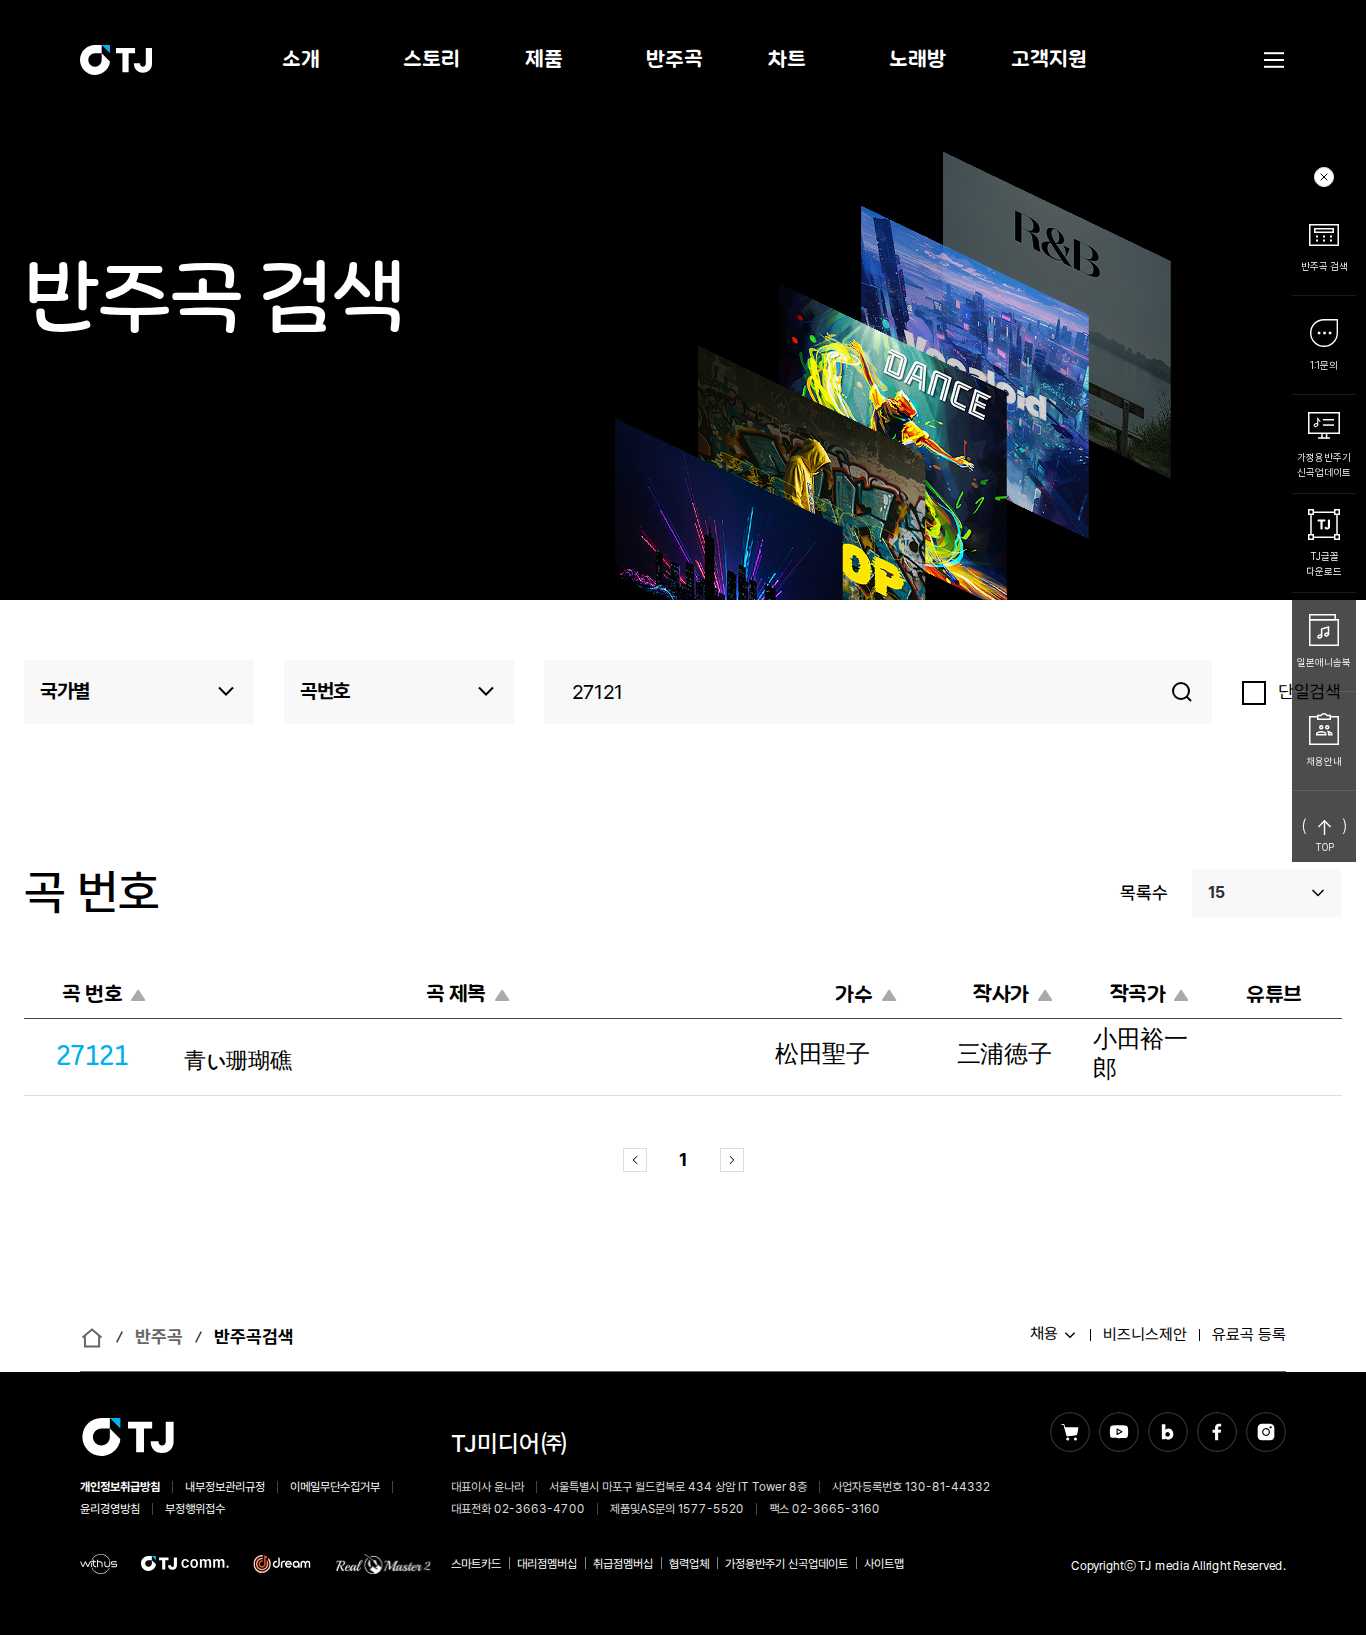 TJ
소개
스토리
제품
반주곡
차트
노래방
고객지원
반주곡 검색
R&B
Vocaloid
DANCE
OP
반주곡 검색
1:1문의
가정용반주기
신곡업데이트
TJ
TJ글꼴
다운로드
일본애니송북
채용안내
TOP
국가별
곡번호
27121
단일검색
곡 번호
목록수
15
곡 번호
곡 제목
가수
작사가
작곡가
유튜브
27121
青い珊瑚礁
松田聖子
三浦徳子
小田裕一
郎
1
/ 반주곡 / 반주곡검색
채용
비즈니스제안
유료곡 등록
TJ
TJ미디어㈜
개인정보취급방침
내부정보관리규정
이메일무단수집거부
윤리경영방침
부정행위접수
대표이사 윤나라
서울특별시 마포구 월드컵북로 434 상암 IT Tower 8층
사업자등록번호 130-81-44332
대표전화 02-3663-4700
제품및AS문의 1577-5520
팩스 02-3665-3160
withus
TJ comm.
dream
Real Master 2
스마트카드
대리점멤버십
취급점멤버십
협력업체
가정용반주기 신곡업데이트
사이트맵
Copyrightⓒ TJ media Allright Reserved.